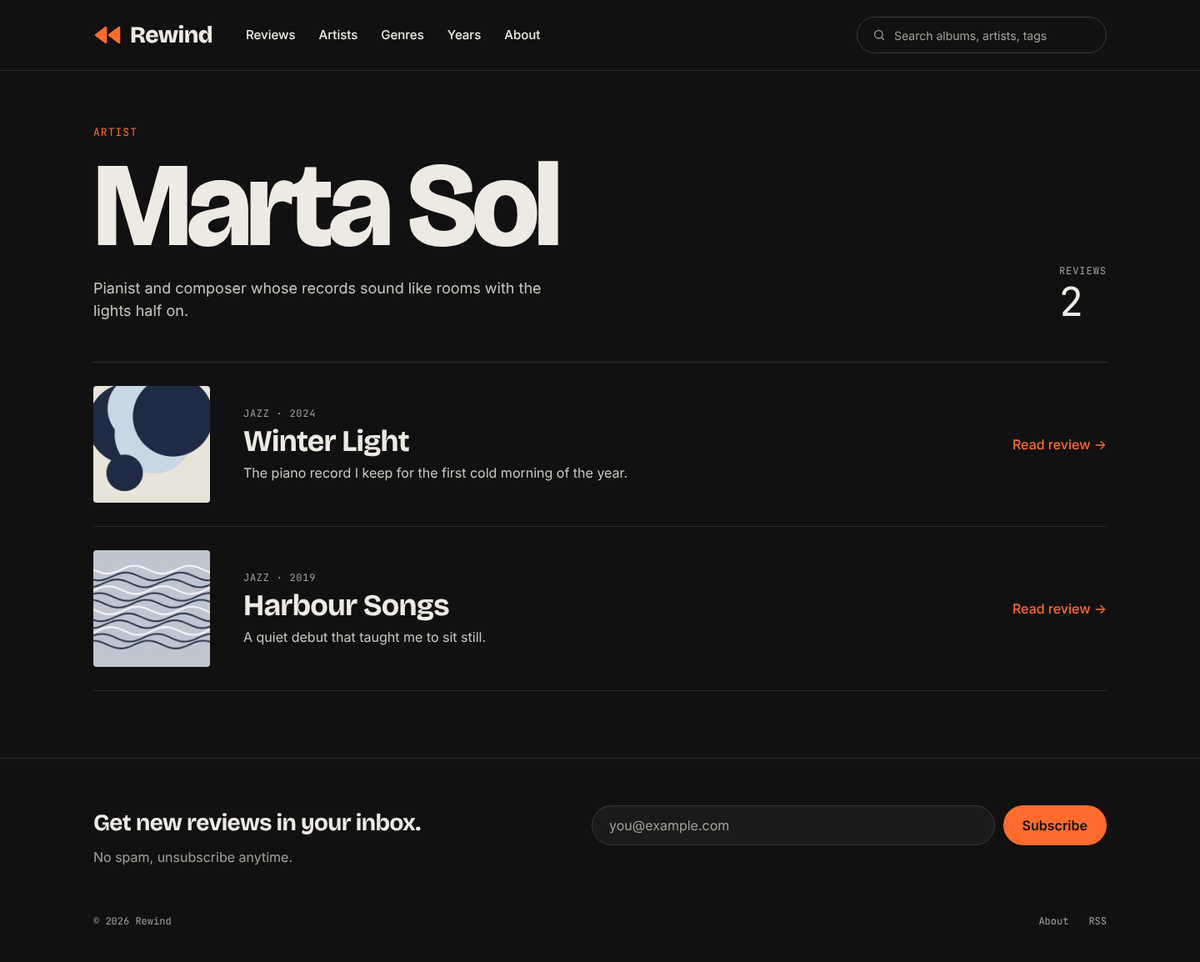 Rewind
Reviews Artists Genres Years About
Search albums, artists, tags
ARTIST
Marta Sol
Pianist and composer whose records sound like rooms with the
lights half on.
REVIEWS
2
JAZZ · 2024
Winter Light
The piano record I keep for the first cold morning of the year.
Read review →
JAZZ · 2019
Harbour Songs
A quiet debut that taught me to sit still.
Read review →
Get new reviews in your inbox.
No spam, unsubscribe anytime.
you@example.com
Subscribe
© 2026 Rewind
About RSS